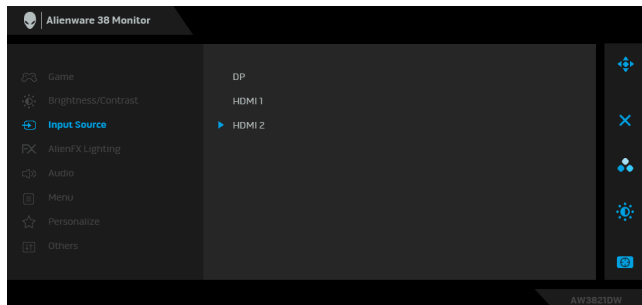 Alienware 38 Monitor
Game
Brightness/Contrast
Input Source
AlienFX Lighting
Audio
Menu
Personalize
Others
DP
HDMI 1
HDMI 2
AW3821DW